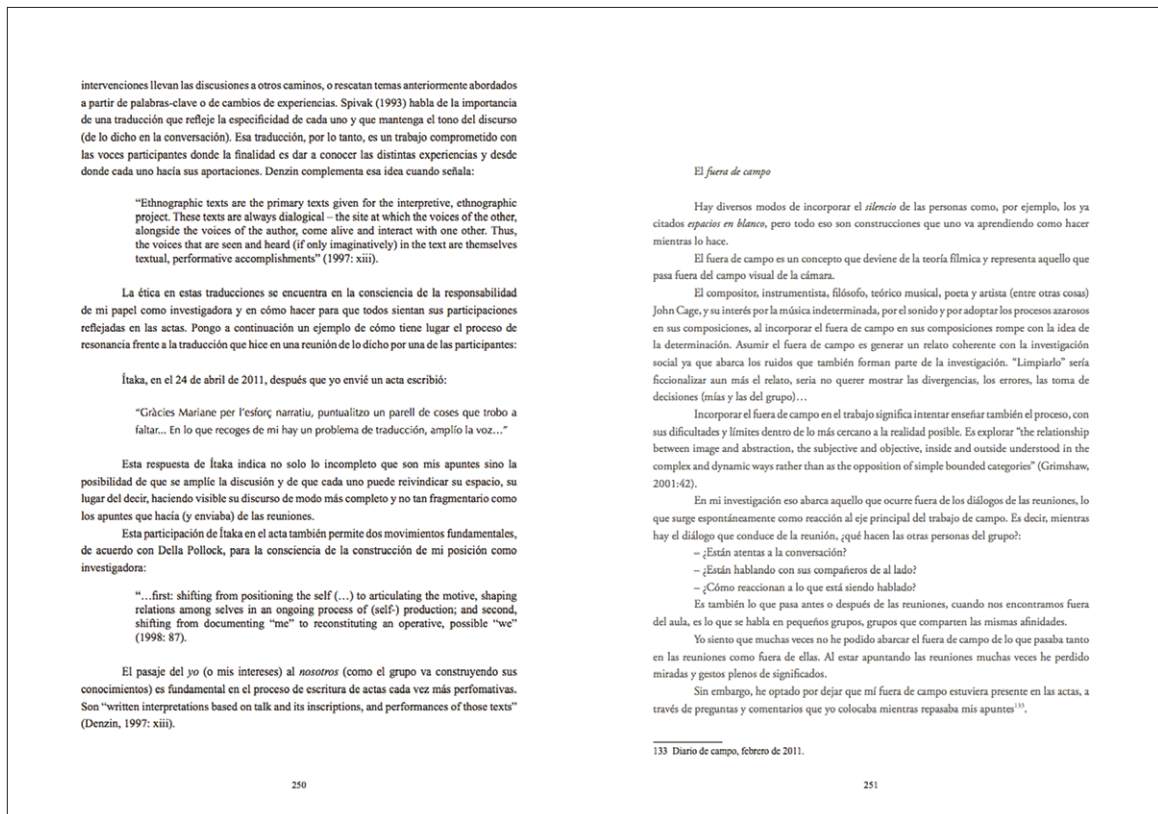 intervenciones llevan las discusiones a otros caminos, o rescatan temas anteriormente abordados
a partir de palabras-clave o de cambios de experiencias. Spivak (1993) habla de la importancia
de una traducción que refleje la especificidad de cada uno y que mantenga el tono del discurso
(de lo dicho en la conversación). Esa traducción, por lo tanto, es un trabajo comprometido con
las voces participantes donde la finalidad es dar a conocer las distintas experiencias y desde
donde cada uno hacía sus aportaciones. Denzin complementa esa idea cuando señala:
“Ethnographic texts are the primary texts given for the interpretive, ethnographic
project. These texts are always dialogical – the site at which the voices of the other,
alongside the voices of the author, come alive and interact with one other. Thus,
the voices that are seen and heard (if only imaginatively) in the text are themselves
textual, performative accomplishments” (1997: xiii).
La ética en estas traducciones se encuentra en la consciencia de la responsabilidad
de mi papel como investigadora y en cómo hacer para que todos sientan sus participaciones
reflejadas en las actas. Pongo a continuación un ejemplo de cómo tiene lugar el proceso de
resonancia frente a la traducción que hice en una reunión de lo dicho por una de las participantes:
Ítaka, en el 24 de abril de 2011, después que yo envié un acta escribió:
“Gràcies Mariane per l’esforç narratiu, puntualitzo un parell de coses que trobo a
faltar... En lo que recoges de mi hay un problema de traducción, amplío la voz...”
Esta respuesta de Ítaka indica no solo lo incompleto que son mis apuntes sino la
posibilidad de que se amplíe la discusión y de que cada uno puede reivindicar su espacio, su
lugar del decir, haciendo visible su discurso de modo más completo y no tan fragmentario como
los apuntes que hacía (y enviaba) de las reuniones.
Esta participación de Ítaka en el acta también permite dos movimientos fundamentales,
de acuerdo con Della Pollock, para la consciencia de la construcción de mi posición como
investigadora:
“…first: shifting from positioning the self (…) to articulating the motive, shaping
relations among selves in an ongoing process of (self-) production; and second,
shifting from documenting “me” to reconstituting an operative, possible “we”
(1998: 87).
El pasaje del yo (o mis intereses) al nosotros (como el grupo va construyendo sus
conocimientos) es fundamental en el proceso de escritura de actas cada vez más perfomativas.
Son “written interpretations based on talk and its inscriptions, and performances of those texts”
(Denzin, 1997: xiii).
250
El fuera de campo
Hay diversos modos de incorporar el silencio de las personas como, por ejemplo, los ya
citados espacios en blanco, pero todo eso son construcciones que uno va aprendiendo como hacer
mientras lo hace.
El fuera de campo es un concepto que deviene de la teoría fílmica y representa aquello que
pasa fuera del campo visual de la cámara.
El compositor, instrumentista, filósofo, teórico musical, poeta y artista (entre otras cosas)
John Cage, y su interés por la música indeterminada, por el sonido y por adoptar los procesos azarosos
en sus composiciones, al incorporar el fuera de campo en sus composiciones rompe con la idea de
la determinación. Asumir el fuera de campo es generar un relato coherente con la investigación
social ya que abarca los ruidos que también forman parte de la investigación. “Limpiarlo” sería
ficcionalizar aun más el relato, seria no querer mostrar las divergencias, los errores, las toma de
decisiones (mías y las del grupo)…
Incorporar el fuera de campo en el trabajo significa intentar enseñar también el proceso, con
sus dificultades y límites dentro de lo más cercano a la realidad posible. Es explorar “the relationship
between image and abstraction, the subjective and objective, inside and outside understood in the
complex and dynamic ways rather than as the opposition of simple bounded categories” (Grimshaw,
2001:42).
En mi investigación eso abarca aquello que ocurre fuera de los diálogos de las reuniones, lo
que surge espontáneamente como reacción al eje principal del trabajo de campo. Es decir, mientras
hay el diálogo que conduce de la reunión, ¿qué hacen las otras personas del grupo?:
– ¿Están atentas a la conversación?
– ¿Están hablando con sus compañeros de al lado?
– ¿Cómo reaccionan a lo que está siendo hablado?
Es también lo que pasa antes o después de las reuniones, cuando nos encontramos fuera
del aula, es lo que se habla en pequeños grupos, grupos que comparten las mismas afinidades.
Yo siento que muchas veces no he podido abarcar el fuera de campo de lo que pasaba tanto
en las reuniones como fuera de ellas. Al estar apuntando las reuniones muchas veces he perdido
miradas y gestos plenos de significados.
Sin embargo, he optado por dejar que mí fuera de campo estuviera presente en las actas, a
través de preguntas y comentarios que yo colocaba mientras repasaba mis apuntes133.
133 Diario de campo, febrero de 2011.
251